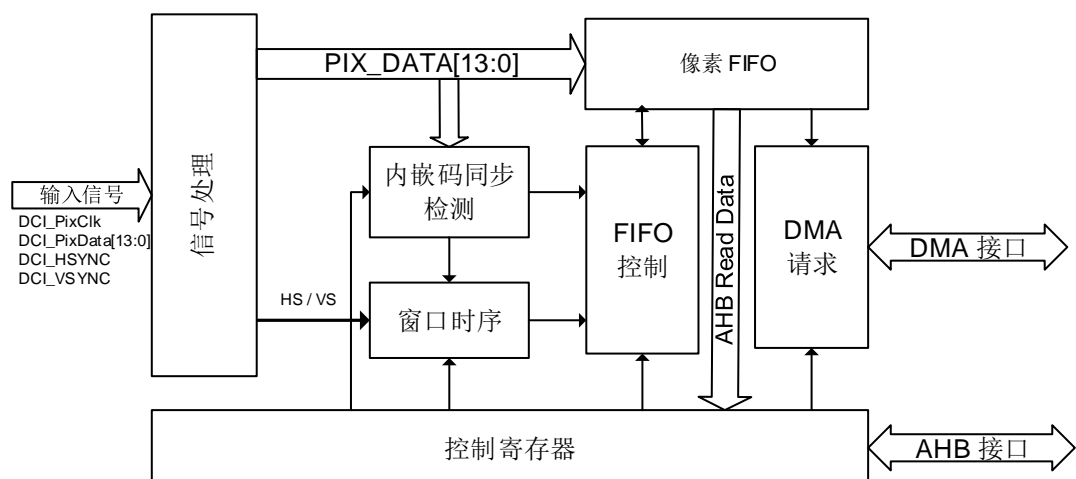 PIX_DATA[13:0]
像素 FIFO
信号处理
输入信号
DCI_PixClk
DCI_PixData[13:0]
DCI_HSYNC
DCI_VSYNC
内嵌码同步
检测
FIFO
控制
AHB Read Data
DMA
请求
DMA 接口
HS / VS
窗口时序
控制寄存器
AHB 接口